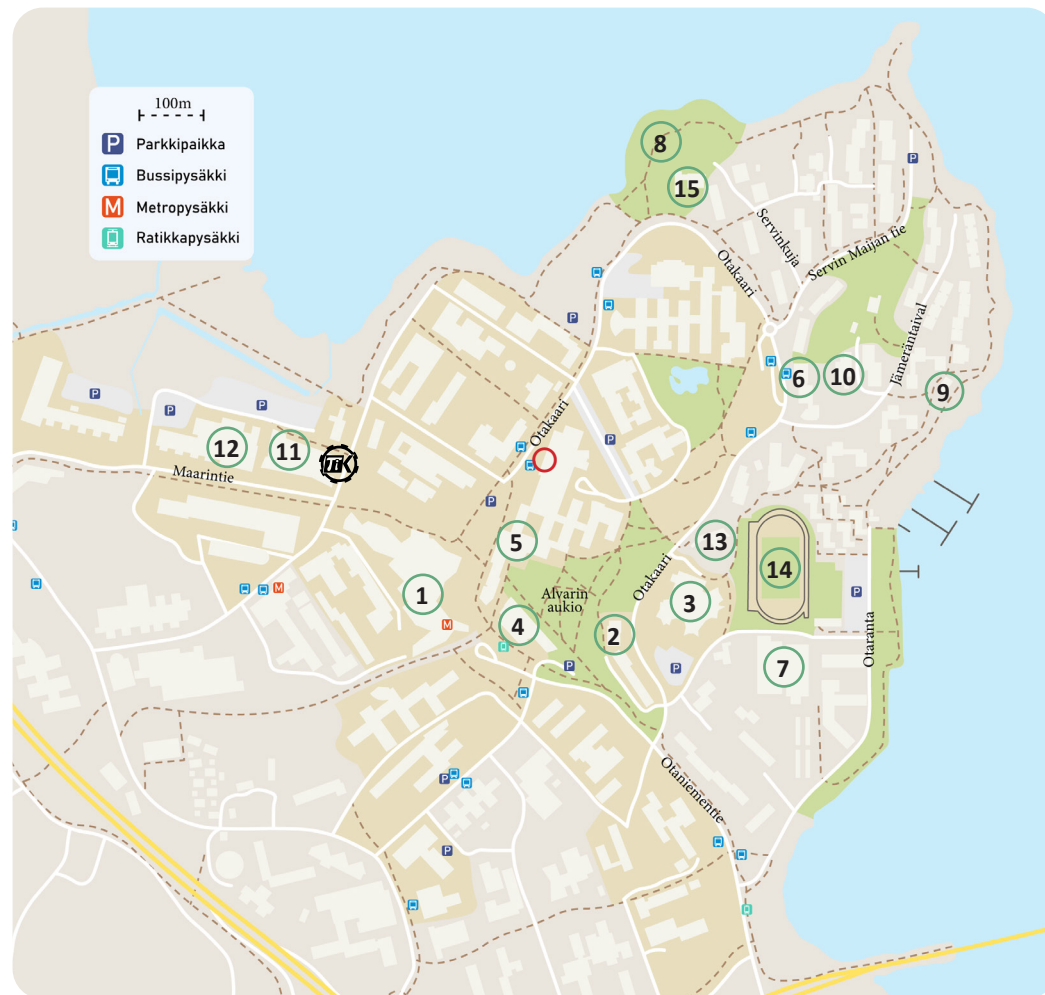 100m
P Parkkipaikka
Bussipysäkki
M Metropysäkki
Ratikkapysäkki
8
15
P
Servinkuja
Servin Maijan tie
Otakaari
P
Jämeräntaival
6
10
9
P
P
P
Otakaari
P
12
11
Maarintie
P
5
13
Otakaari
14
M
1
Alvarin
aukio
3
P
4
M
2
Otaranta
P
P
7
Otaniementie
P
P